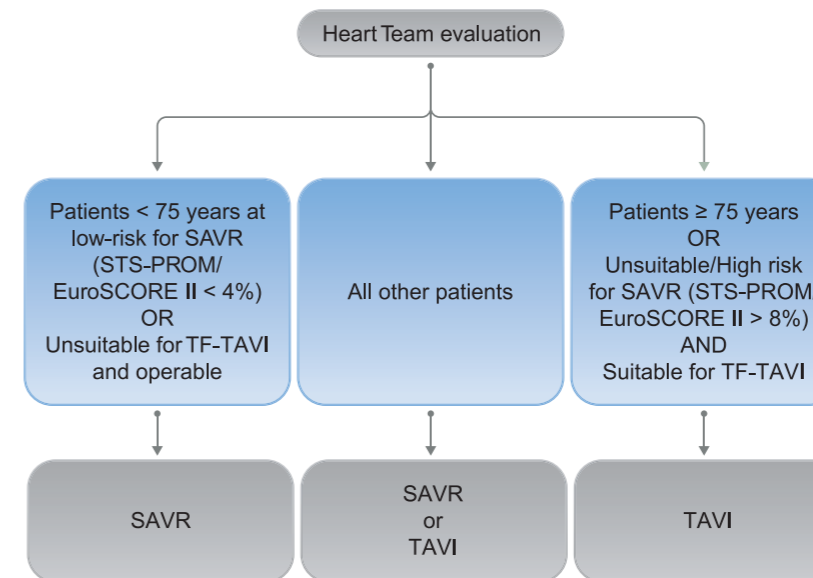 Heart Team evaluation
Patients < 75 years at
low-risk for SAVR
(STS-PROM/
EuroSCORE II < 4%)
OR
Unsuitable for TF-TAVI
and operable
All other patients
Patients ≥ 75 years
OR
Unsuitable/High risk
for SAVR (STS-PROM/
EuroSCORE II > 8%)
AND
Suitable for TF-TAVI
SAVR
SAVR
or
TAVI
TAVI